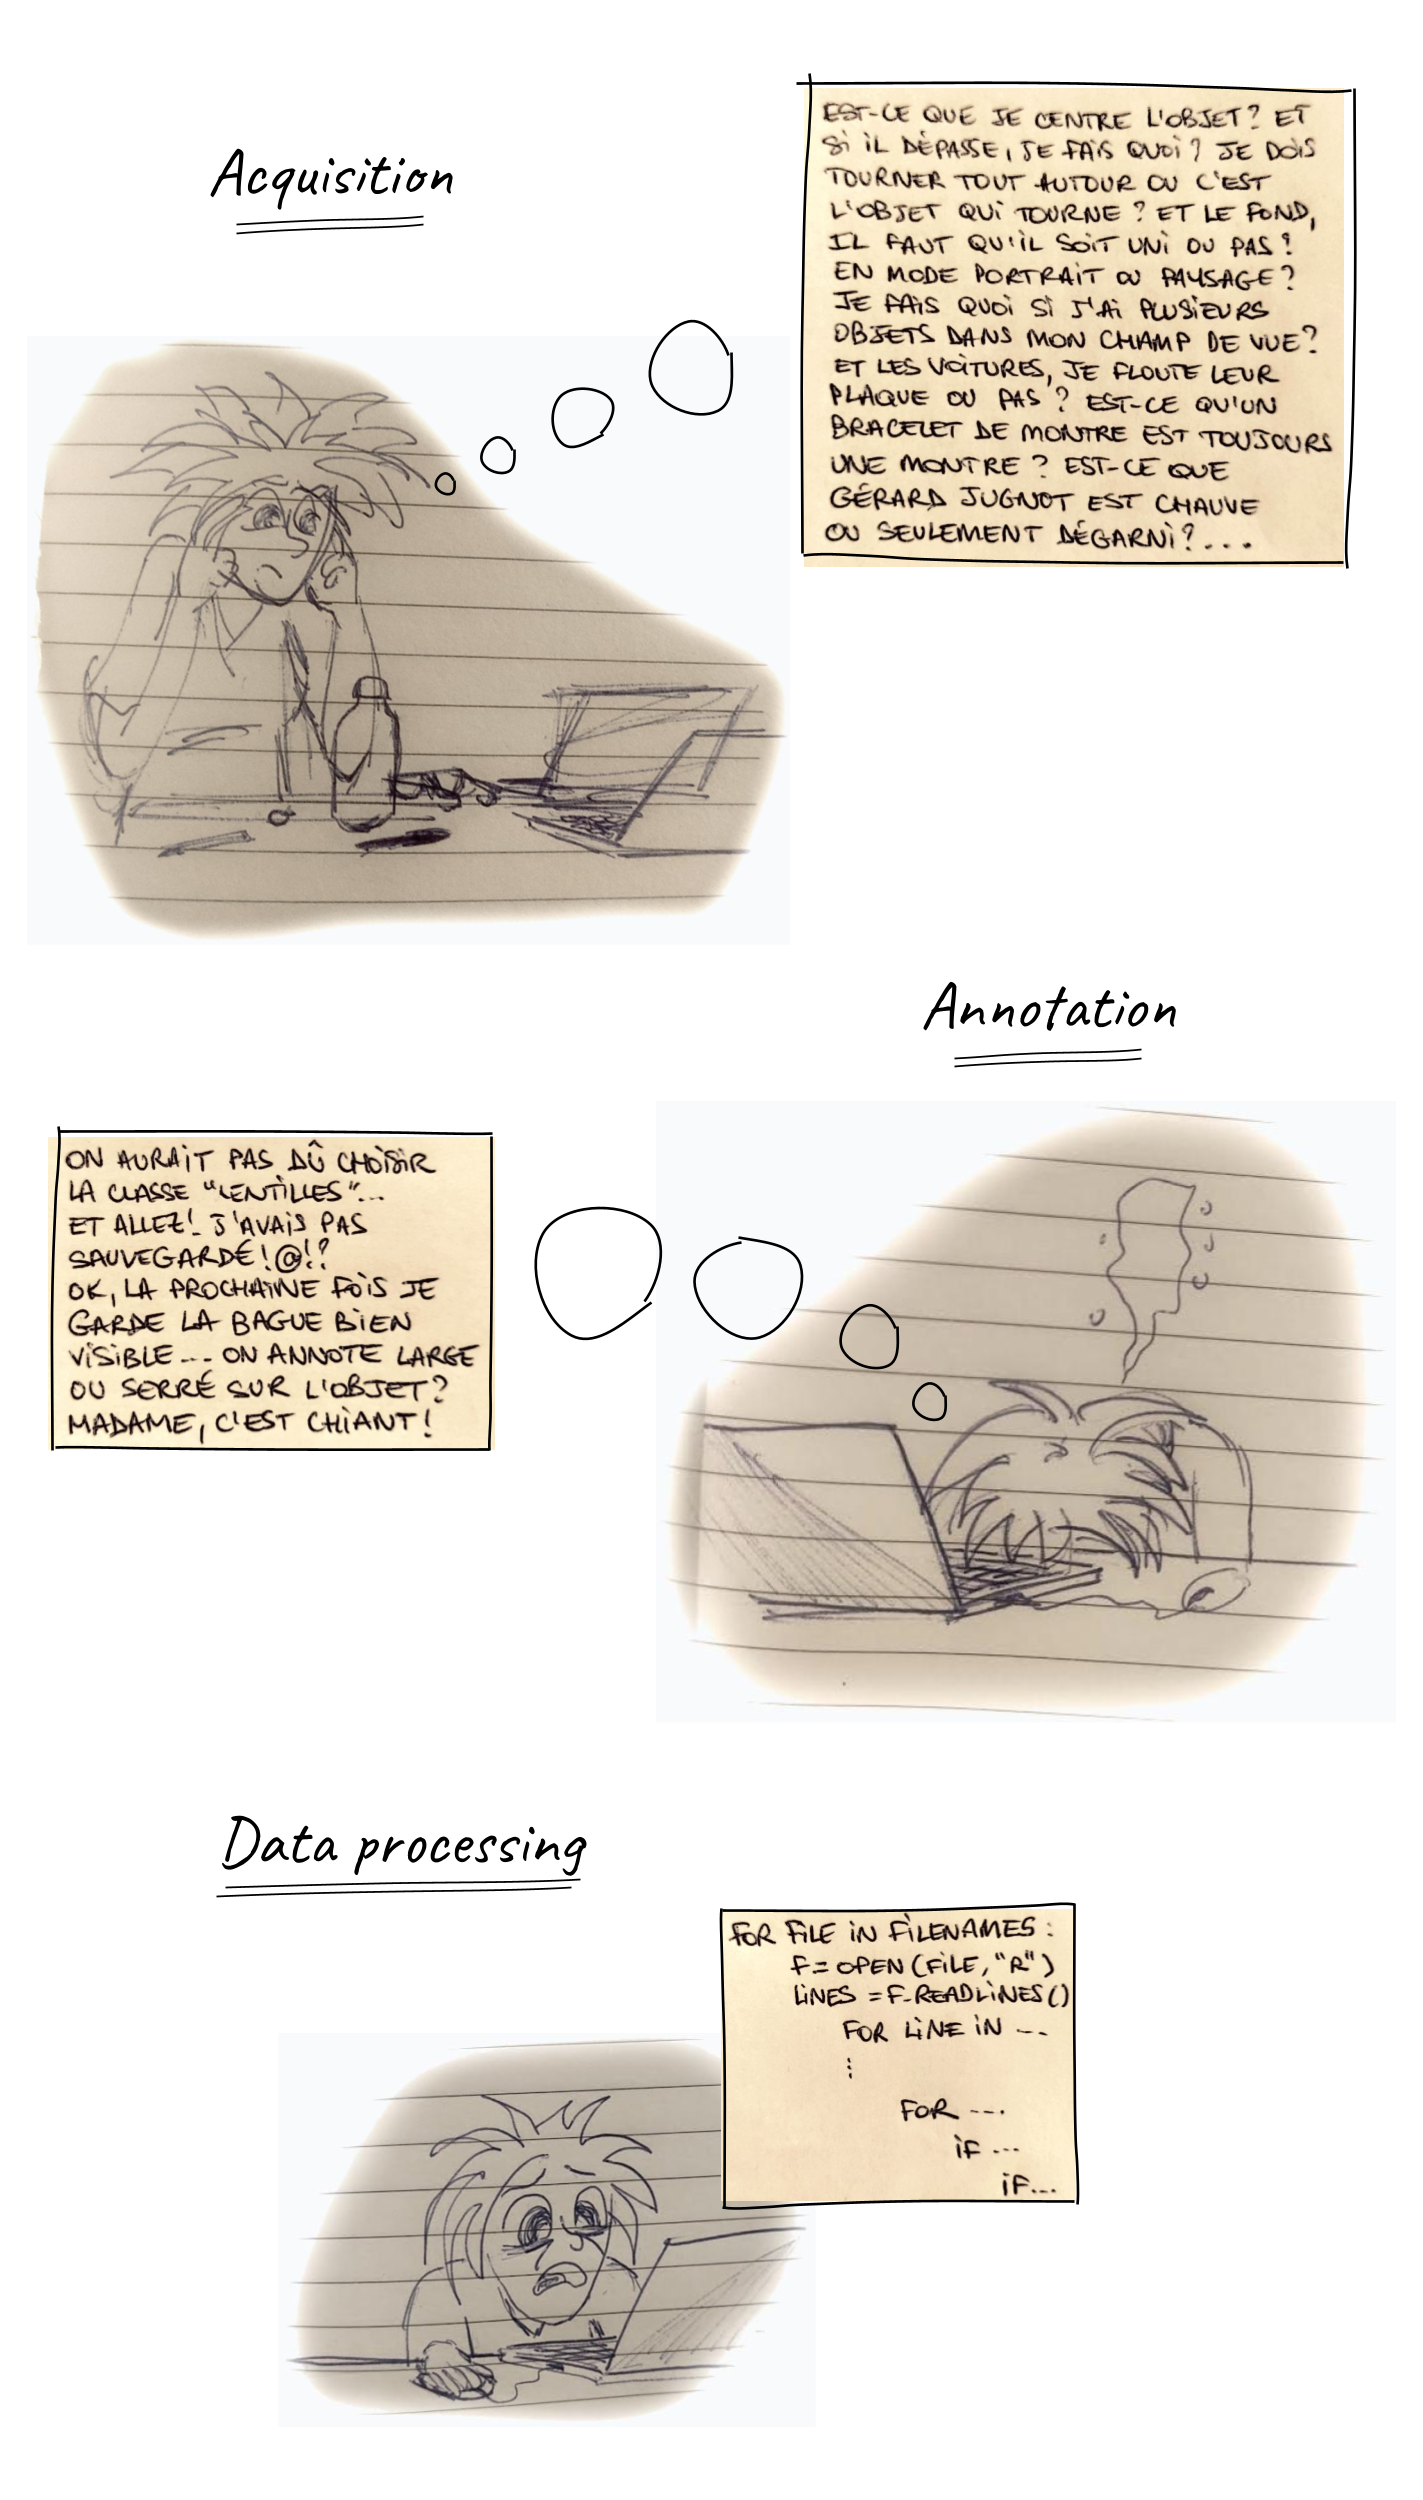 Acquisition
EST-CE QUE JE CENTRE L'OBJET? ET
SI IL DÉPASSE, JE FAIS QUOI? JE DOIS
TOURNER TOUT AUTOUR OU C'EST
L'OBJET QUI TOURNE? ET LE FOND,
IL FAUT QU'IL SOIT UNI OU PAS?
EN MODE PORTRAIT OU PAYSAGE?
JE FAIS QUOI SI J'AI PLUSIEURS
OBJETS DANS MON CHAMP DE VUE?
ET LES VOITURES, JE FLOUTE LEUR
PLAQUE OU PAS? EST-CE QU'UN
BRACELET DE MONTRE EST TOUJOURS
UNE MONTRE? EST-CE QUE
GÉRARD JUGNOT EST CHAUVE
OU SEULEMENT DÉGARNI?...
Annotation
ON AURAIT PAS DÛ CHOISIR
LA CLASSE "LENTILLES"...
ET ALLEZ! J'AVAIS PAS
SAUVEGARDÉ!@!?
OK, LA PROCHAINE FOIS JE
GARDE LA BAGUE BIEN
VISIBLE... ON ANNOTE LARGE
OU SERRÉ SUR L'OBJET?
MADAME, C'EST CHIANT!
Data processing
FOR FILE IN FILENAMES:
F=OPEN(FILE,"R")
LINES =F.READLINES()
FOR LINE IN ...
⋮
FOR ....
IF ...
IF...